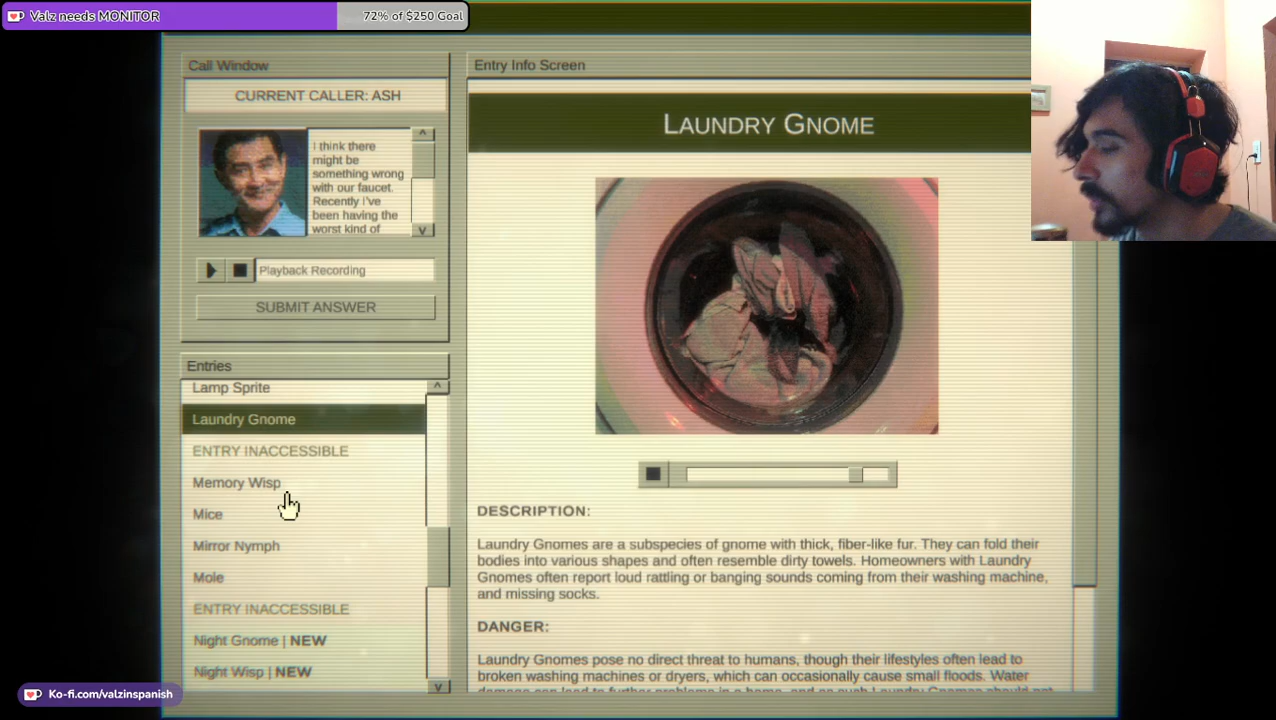 Valz needs MONITOR
72% of $250 Goal
Call Window
CURRENT CALLER: ASH
I think there
might be
something wrong
with our faucet.
Recently I've
been having the
worst kind of
Playback Recording
SUBMIT ANSWER
Entries
Lamp Sprite
Laundry Gnome
ENTRY INACCESSIBLE
Memory Wisp
Mice
Mirror Nymph
Mole
ENTRY INACCESSIBLE
Night Gnome | NEW
Night Wisp | NEW
Entry Info Screen
LAUNDRY GNOME
DESCRIPTION:
Laundry Gnomes are a subspecies of gnome with thick, fiber-like fur. They can fold their
bodies into various shapes and often resemble dirty towels. Homeowners with Laundry
Gnomes often report loud rattling or banging sounds coming from their washing machine,
and missing socks.
DANGER:
Laundry Gnomes pose no direct threat to humans, though their lifestyles often lead to
broken washing machines or dryers, which can occasionally cause small floods. Water
Ko-fi.com/valzinspanish